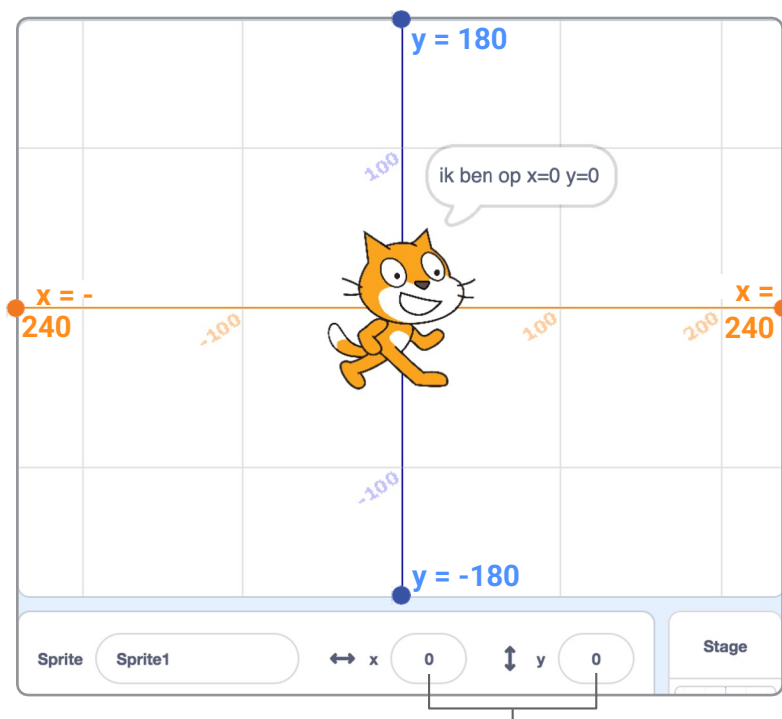 y = 180
100
ik ben op x=0 y=0
x = -
240
-100
100
200
x =
240
-100
y = -180
Sprite Sprite1 x 0 y 0
Stage